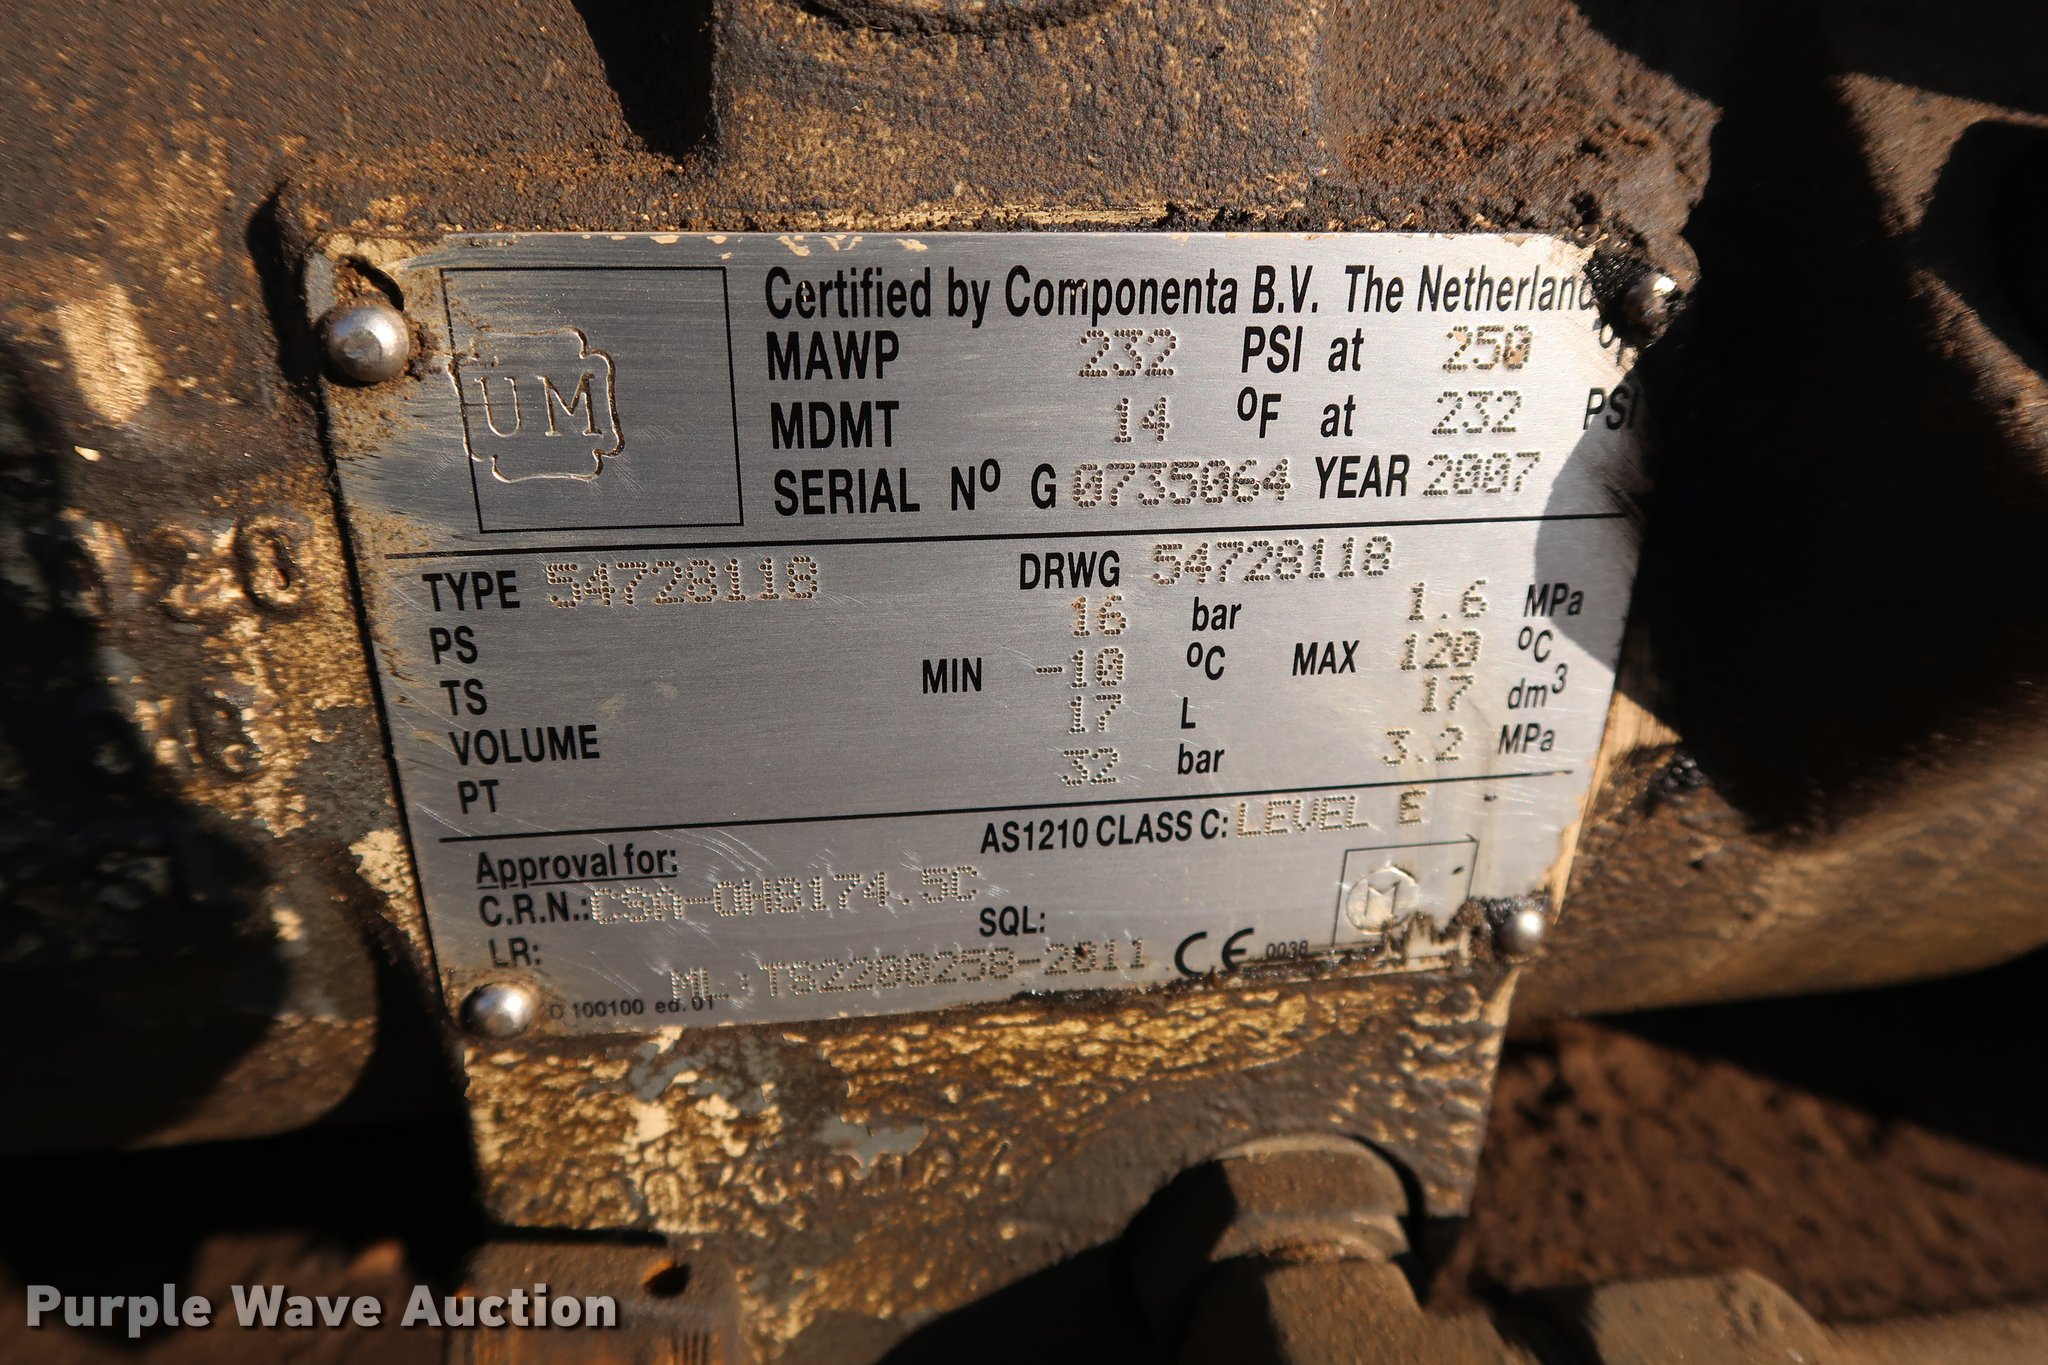 UM
Certified by Componenta B.V. The Netherland
MAWP 232 PSI at 250 °F
MDMT 14 °F at 232 PSI
SERIAL Nº G 0735064 YEAR 2007
TYPE 54728118 DRWG 54728118
PS 16 bar 1.6 MPa
TS MIN -10 °C MAX 120 °C
VOLUME 17 L 17 dm³
PT 32 bar 3.2 MPa
AS1210 CLASS C: LEVEL E
Approval for:
C.R.N.: CSA-0H8174.5C
LR: SQL:
ML: TS2200258-2011 CE 0038
M
100100 ed. 01
Purple Wave Auction